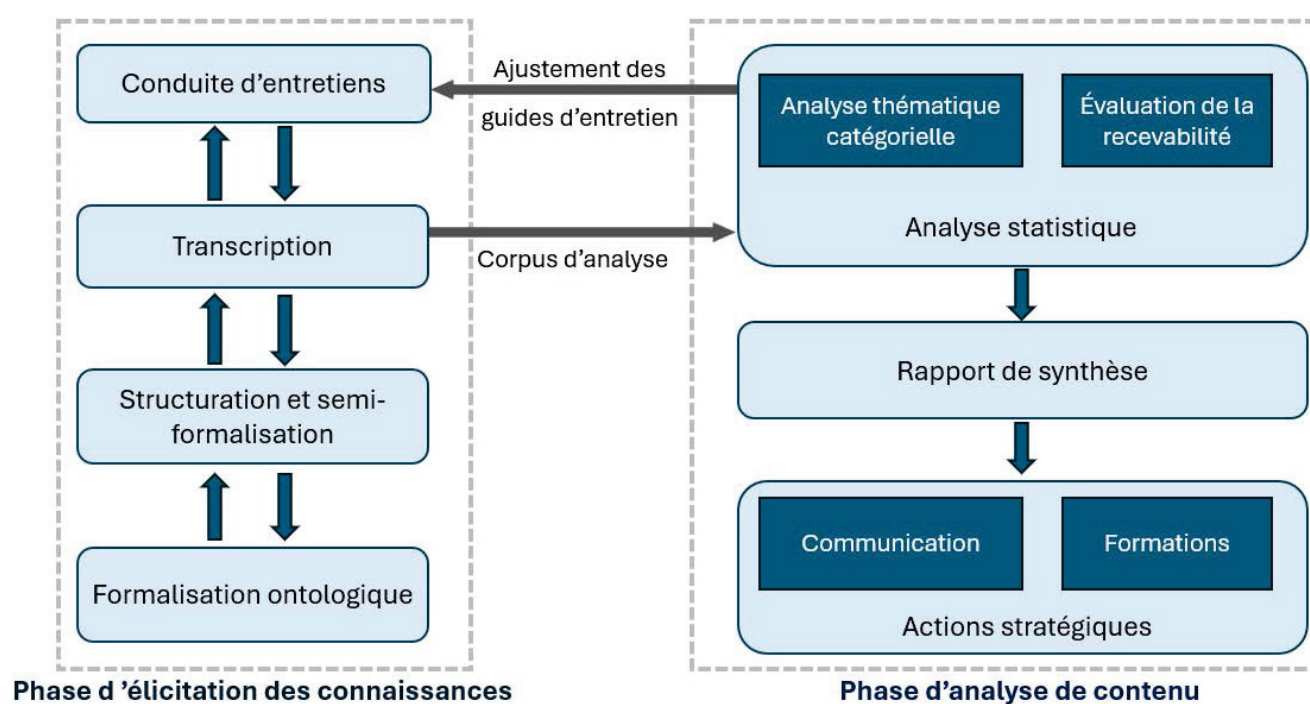 Conduite d’entretiens
Transcription
Structuration et semi-
formalisation
Formalisation ontologique
Phase d ’élicitation des connaissances
Ajustement des
guides d’entretien
Corpus d’analyse
Analyse thématique
catégorielle
Évaluation de la
recevabilité
Analyse statistique
Rapport de synthèse
Communication
Formations
Actions stratégiques
Phase d’analyse de contenu